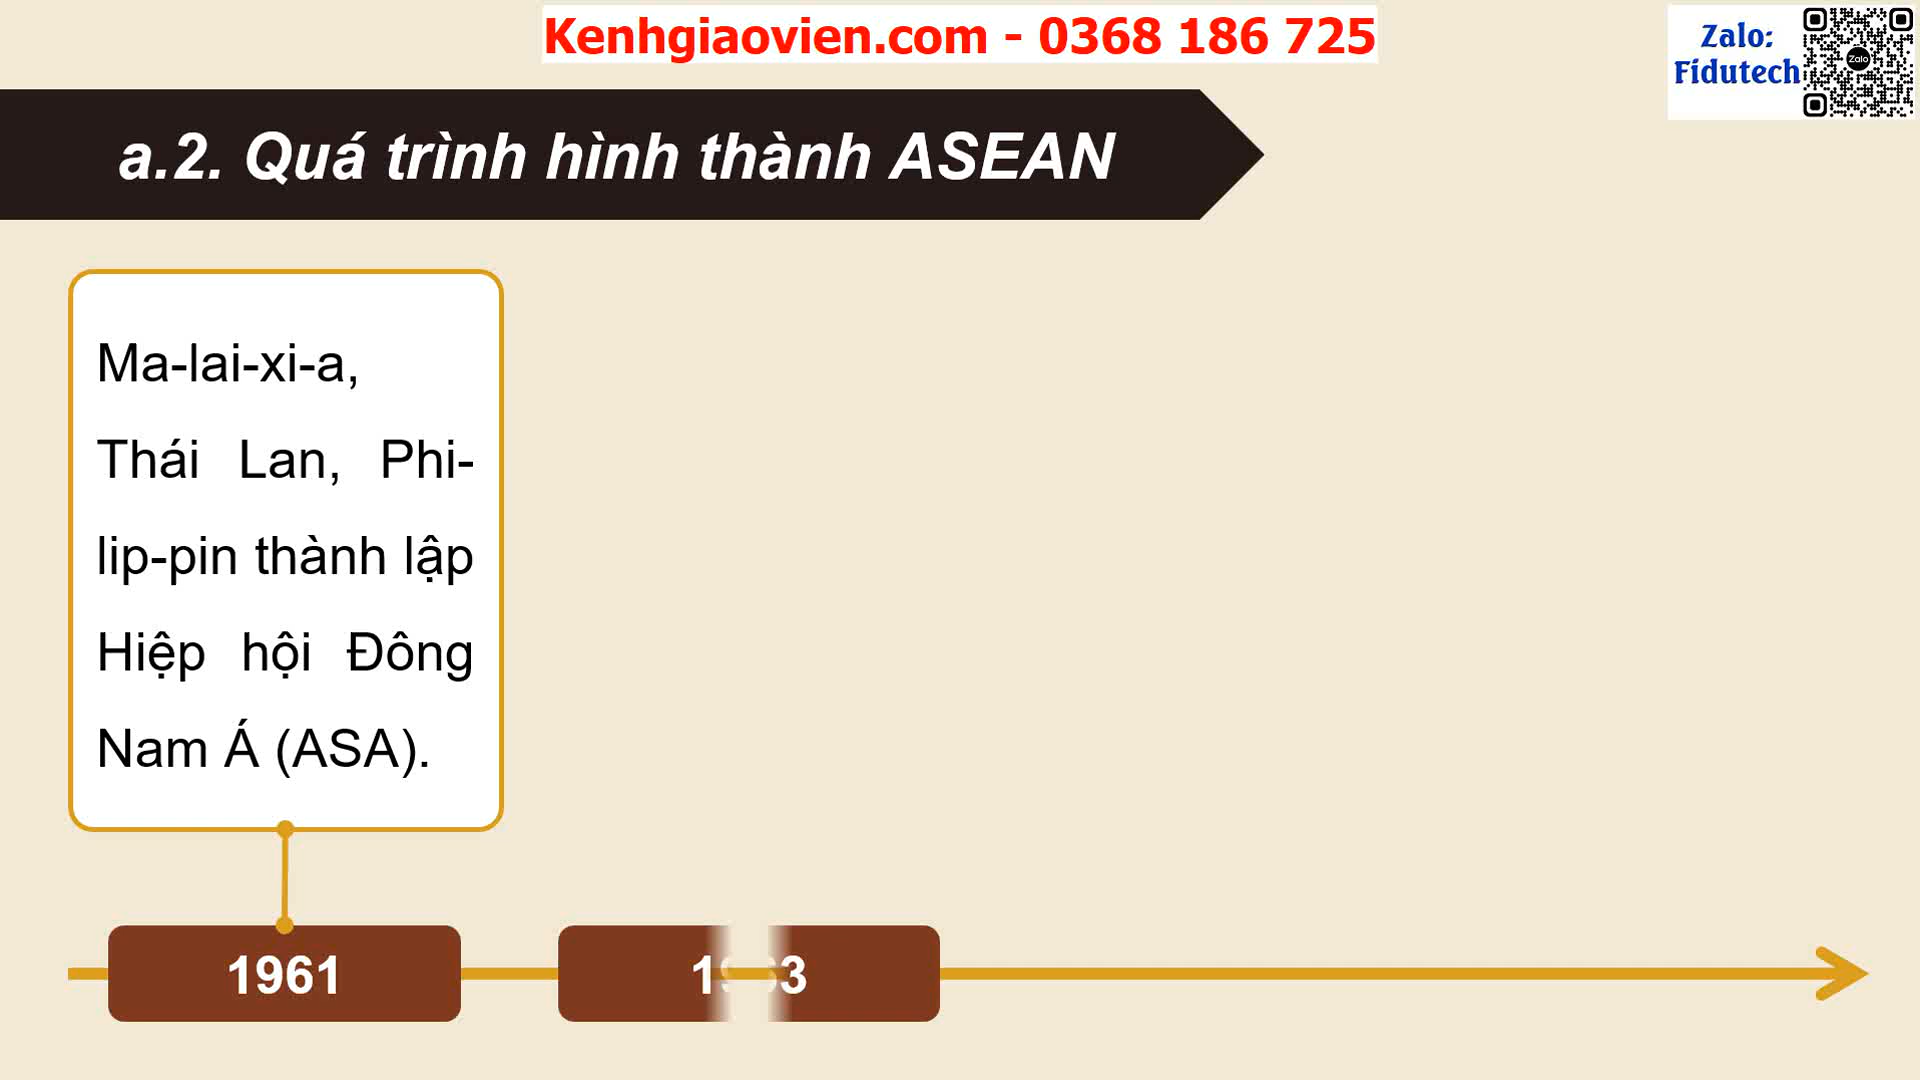 Kenhgiaovien.com - 0368 186 725
Zalo:
Fidutech
Zalo
a.2. Quá trình hình thành ASEAN
Ma-lai-xi-a,
Thái Lan, Phi-
lip-pin thành lập
Hiệp hội Đông
Nam Á (ASA).
1961